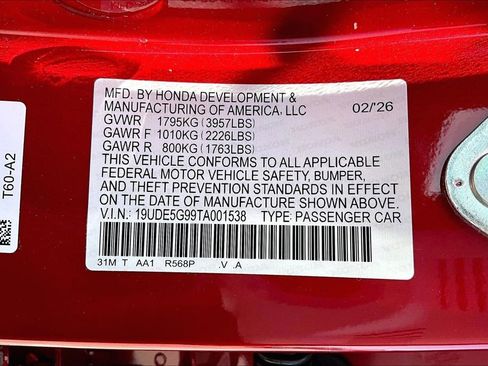 MFD. BY HONDA DEVELOPMENT &
MANUFACTURING OF AMERICA, LLC 02/'26
GVWR 1795KG (3957LBS)
GAWR F 1010KG (2226LBS)
GAWR R 800KG (1763LBS)
THIS VEHICLE CONFORMS TO ALL APPLICABLE
FEDERAL MOTOR VEHICLE SAFETY, BUMPER,
AND THEFT PREVENTION STANDARDS IN EFFECT
ON THE DATE OF MANUFACTURE SHOWN ABOVE.
V.I.N.: 19UDE5G99TA001538 TYPE: PASSENGER CAR
31M T AA1 R568P .V .A
T60-A2